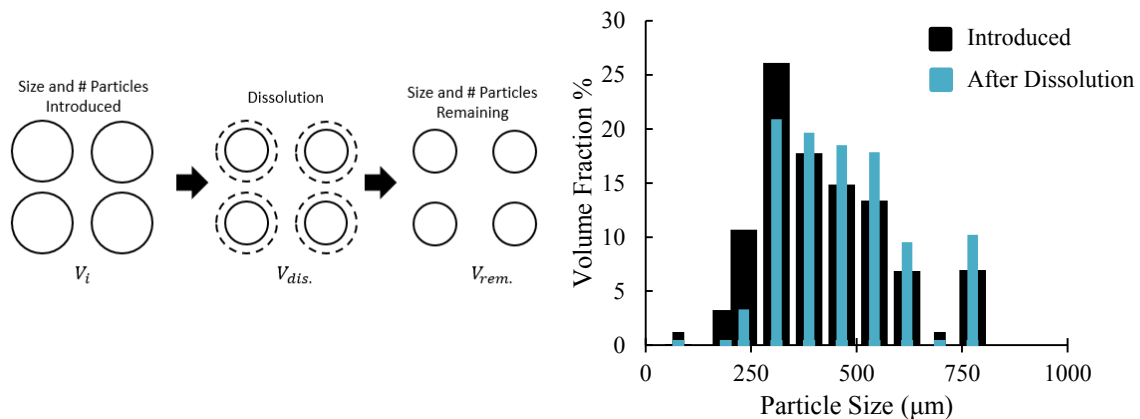 Size and # Particles
Introduced
Dissolution
Size and # Particles
Remaining
V_i
V_dis.
V_rem.
30
25
20
15
10
5
0
Volume Fraction %
Introduced
After Dissolution
0
250
500
750
1000
Particle Size (μm)